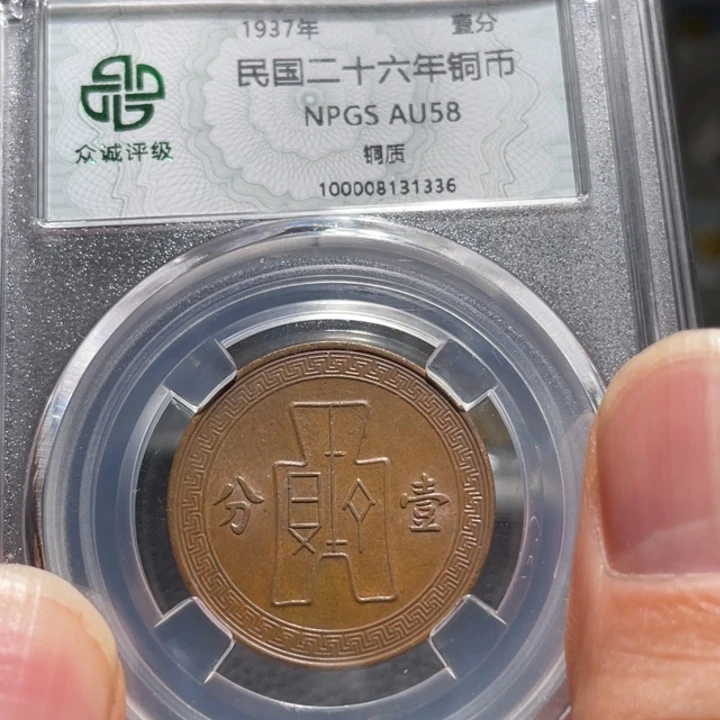 1937年 壹分
民国二十六年铜币
NPGS AU58
众诚评级
铜质
100008131336
分 壹